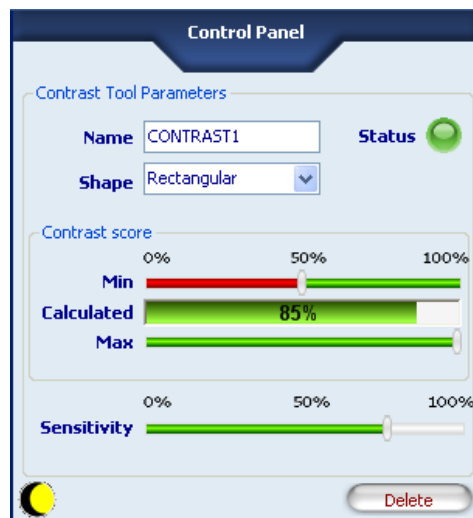 Control Panel
Contrast Tool Parameters
Name CONTRAST1 Status
Shape Rectangular
Contrast score
0% 50% 100%
Min
Calculated 85%
Max
0% 50% 100%
Sensitivity
Delete